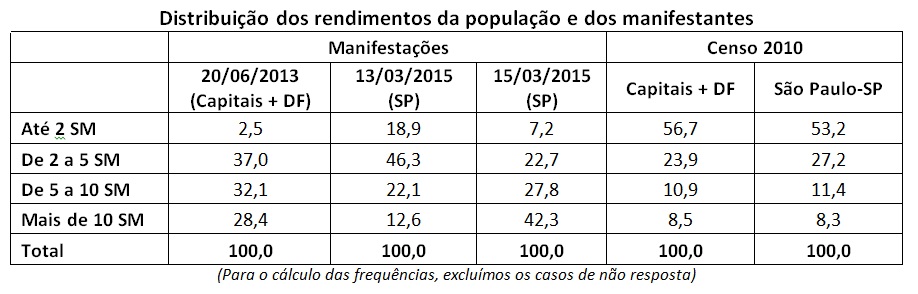 Distribuição dos rendimentos da população e dos manifestantes
Manifestações Censo 2010
20/06/2013 (Capitais + DF) 13/03/2015 (SP) 15/03/2015 (SP) Capitais + DF São Paulo-SP
Até 2 SM 2,5 18,9 7,2 56,7 53,2
De 2 a 5 SM 37,0 46,3 22,7 23,9 27,2
De 5 a 10 SM 32,1 22,1 27,8 10,9 11,4
Mais de 10 SM 28,4 12,6 42,3 8,5 8,3
Total 100,0 100,0 100,0 100,0 100,0
(Para o cálculo das frequências, excluímos os casos de não resposta)